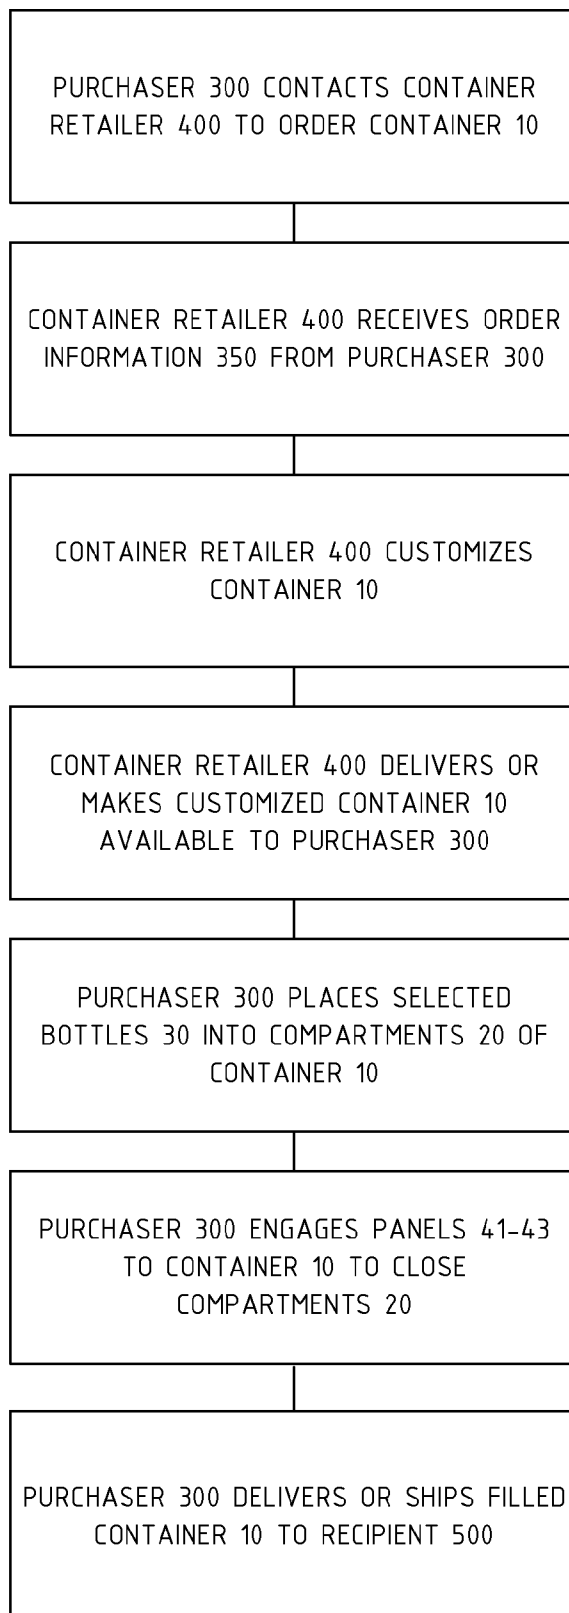 PURCHASER 300 CONTACTS CONTAINER
RETAILER 400 TO ORDER CONTAINER 10
CONTAINER RETAILER 400 RECEIVES ORDER
INFORMATION 350 FROM PURCHASER 300
CONTAINER RETAILER 400 CUSTOMIZES
CONTAINER 10
CONTAINER RETAILER 400 DELIVERS OR
MAKES CUSTOMIZED CONTAINER 10
AVAILABLE TO PURCHASER 300
PURCHASER 300 PLACES SELECTED
BOTTLES 30 INTO COMPARTMENTS 20 OF
CONTAINER 10
PURCHASER 300 ENGAGES PANELS 41-43
TO CONTAINER 10 TO CLOSE
COMPARTMENTS 20
PURCHASER 300 DELIVERS OR SHIPS FILLED
CONTAINER 10 TO RECIPIENT 500